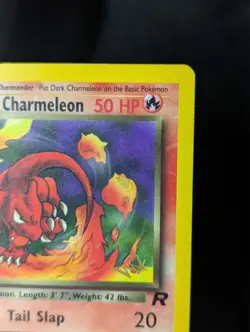 Charmander Put Dark Charmeleon on the Basic Pokémon
Charmeleon 50 HP
mon. Length: 3' 7", Weight: 42 lbs.
R
Tail Slap 20